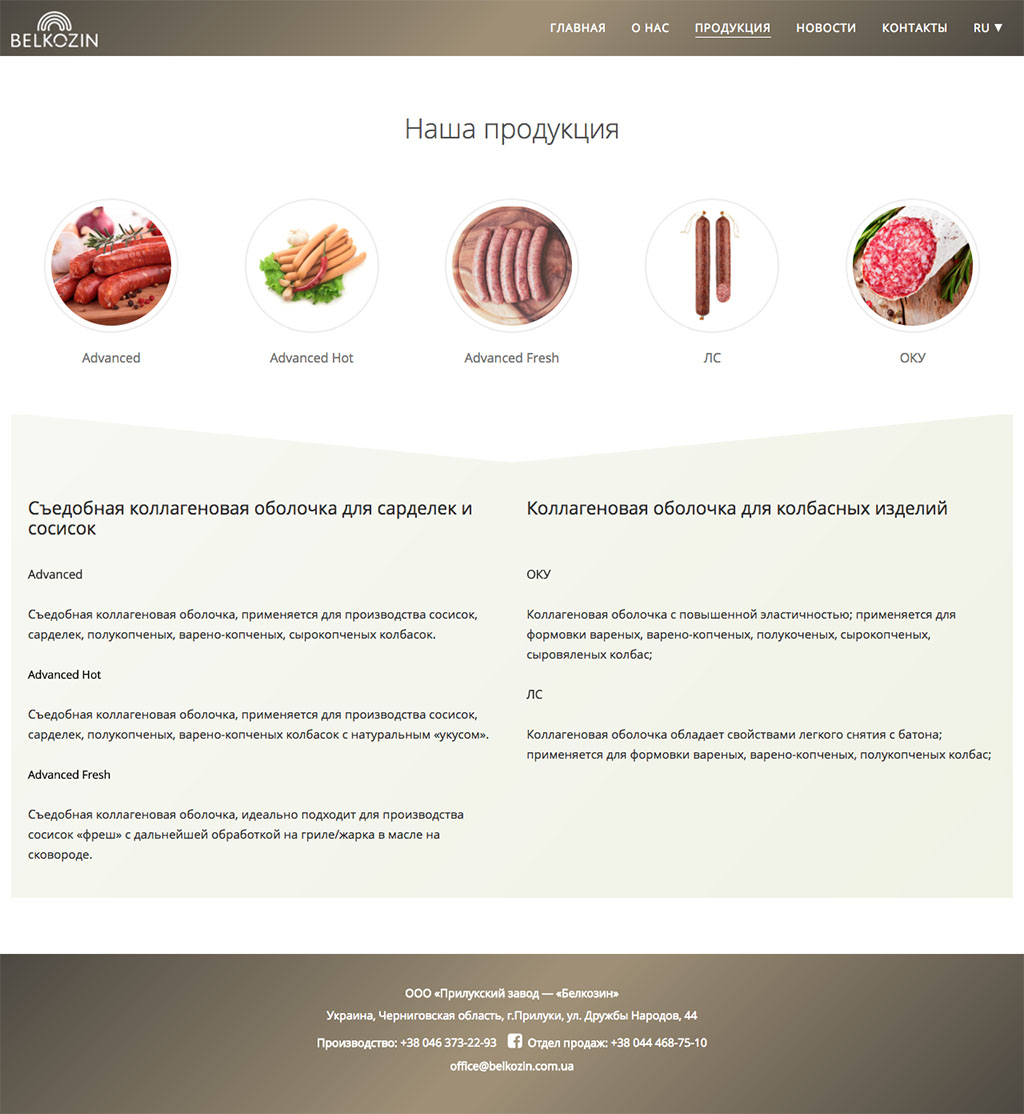 BELKOZIN
ГЛАВНАЯ О НАС ПРОДУКЦИЯ НОВОСТИ КОНТАКТЫ RU ▼
Наша продукция
Advanced
Advanced Hot
Advanced Fresh
ЛС
ОКУ
Съедобная коллагеновая оболочка для сарделек и
сосисок
Advanced
Съедобная коллагеновая оболочка, применяется для производства сосисок,
сарделек, полукопченых, варено-копченых, сырокопченых колбасок.
Advanced Hot
Съедобная коллагеновая оболочка, применяется для производства сосисок,
сарделек, полукопченых, варено-копченых колбасок с натуральным «укусом».
Advanced Fresh
Съедобная коллагеновая оболочка, идеально подходит для производства
сосисок «фреш» с дальнейшей обработкой на гриле/жарка в масле на
сковороде.
Коллагеновая оболочка для колбасных изделий
ОКУ
Коллагеновая оболочка с повышенной эластичностью; применяется для
формовки вареных, варено-копченых, полукоченых, сырокопченых,
сыровяленых колбас;
ЛС
Коллагеновая оболочка обладает свойствами легкого снятия с батона;
применяется для формовки вареных, варено-копченых, полукопченых колбас;
ООО «Прилукский завод — «Белкозин»
Украина, Черниговская область, г.Прилуки, ул. Дружбы Народов, 44
Производство: +38 046 373-22-93 Отдел продаж: +38 044 468-75-10
office@belkozin.com.ua